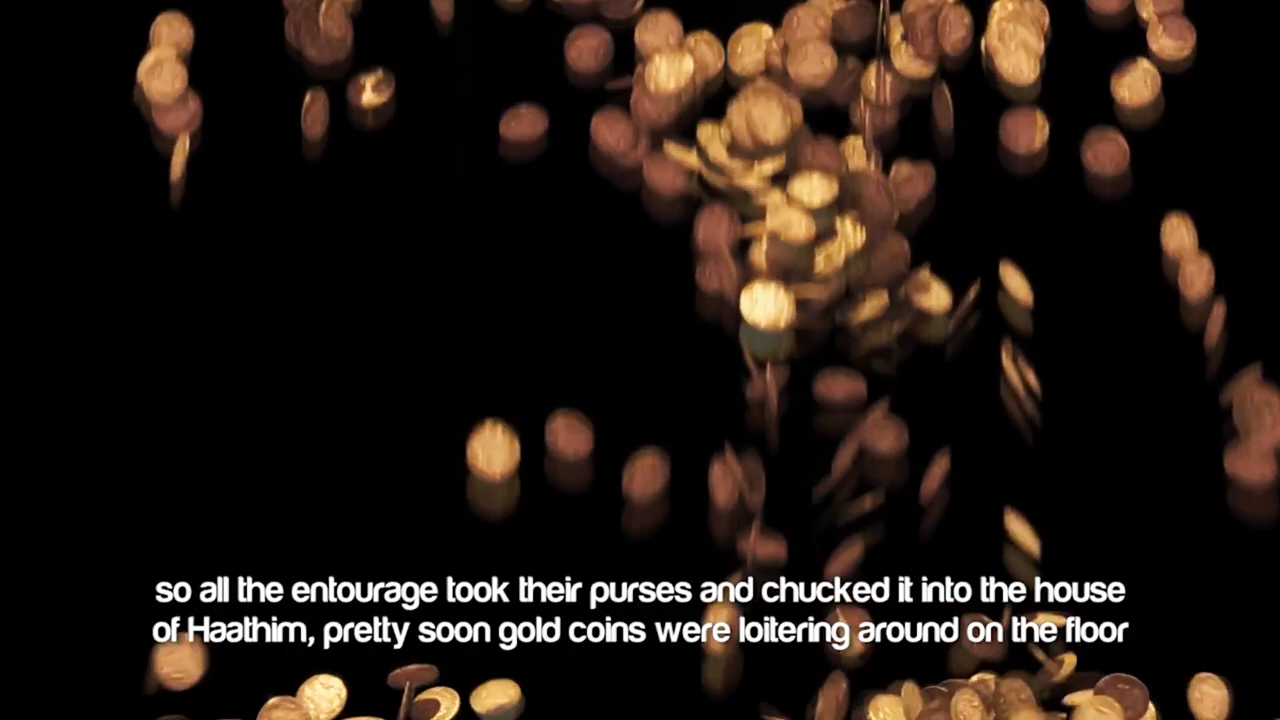 so all the entourage took their purses and chucked it into the house
of Haathim, pretty soon gold coins were loitering around on the floor